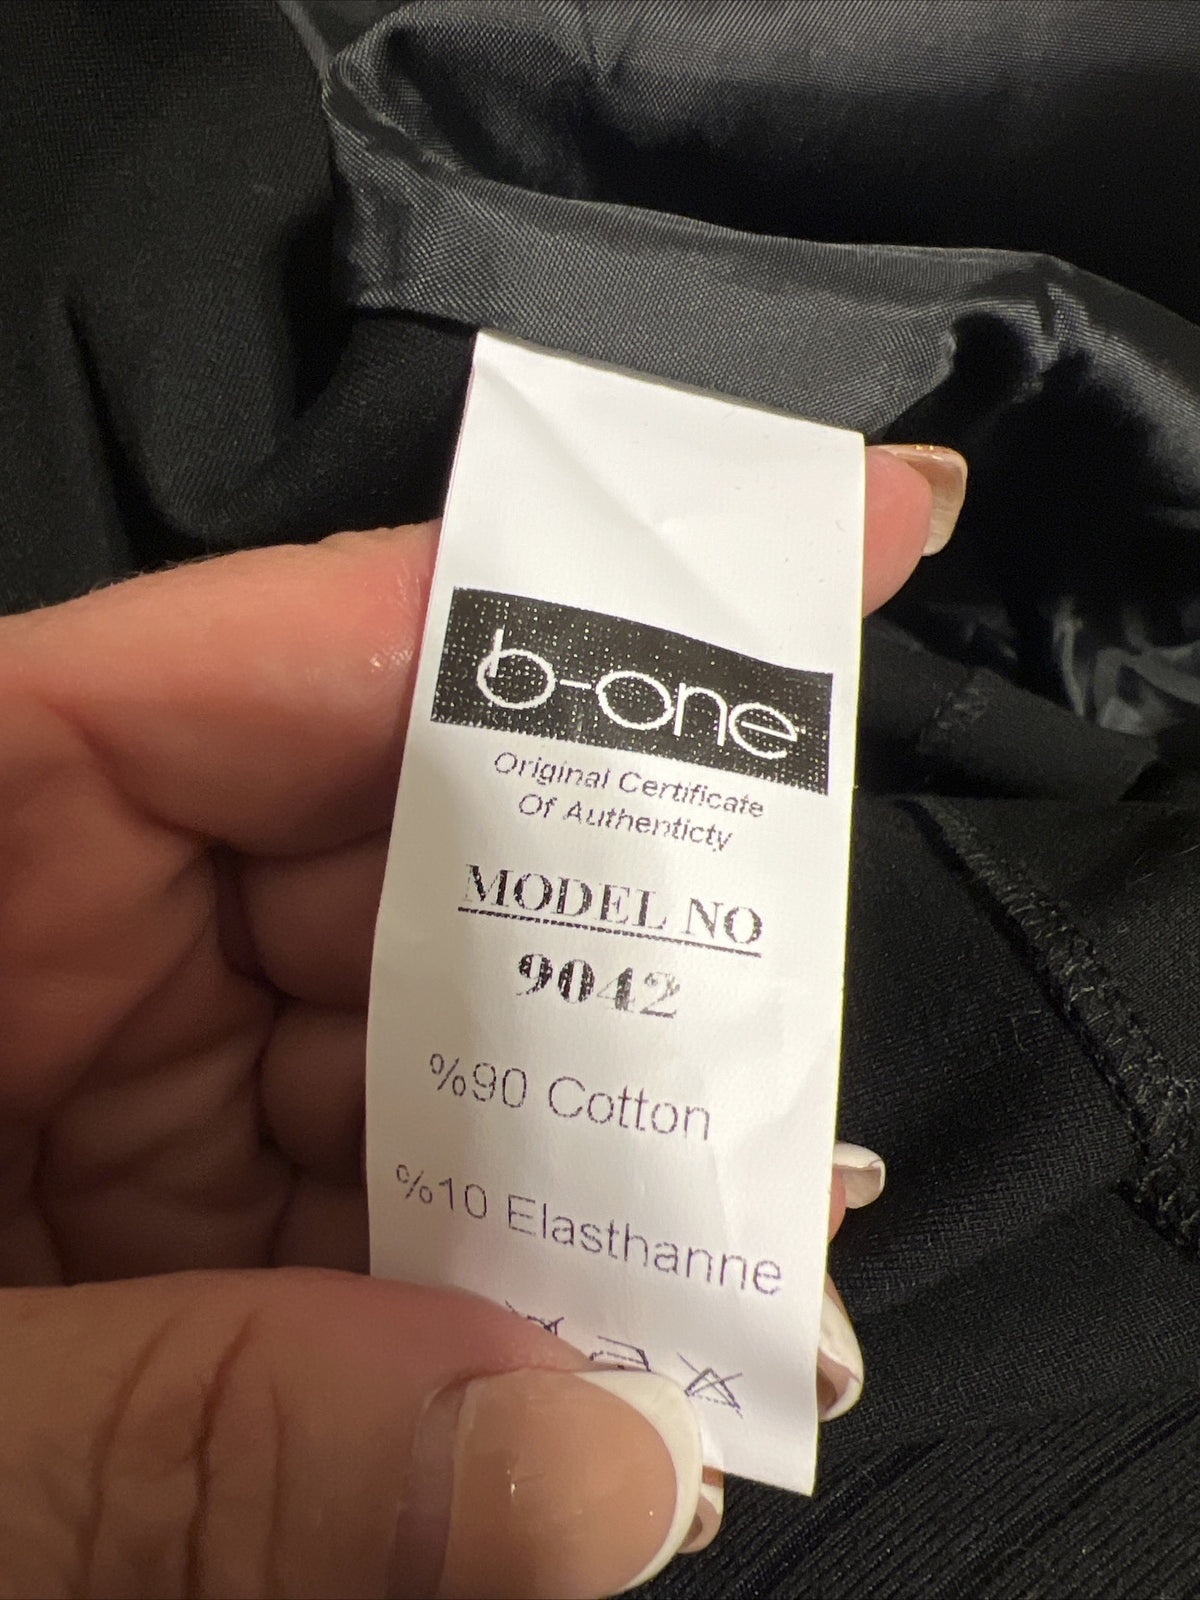 b-one
Original Certificate
Of Authenticty
MODEL NO
9042
%90 Cotton
%10 Elasthanne